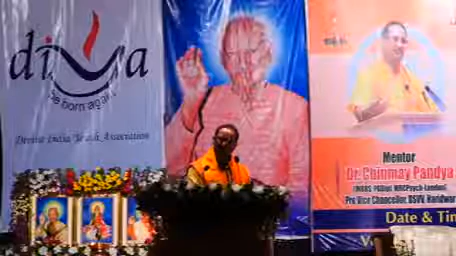 diya
be born again
Divine India Youth Association
Mentor
Dr. Chinmay Pandya
Pro Vice Chancellor, DSVV, Haridwar
Date & Tim